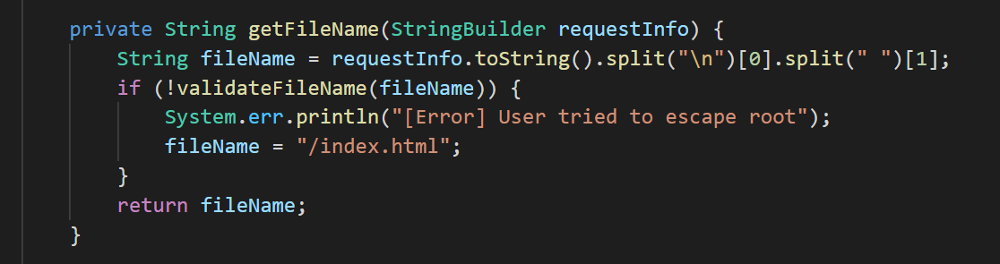 private String getFileName(StringBuilder requestInfo) {
    String fileName = requestInfo.toString().split("\n")[0].split(" ")[1];
    if (!validateFileName(fileName)) {
        System.err.println("[Error] User tried to escape root");
        fileName = "/index.html";
    }
    return fileName;
}